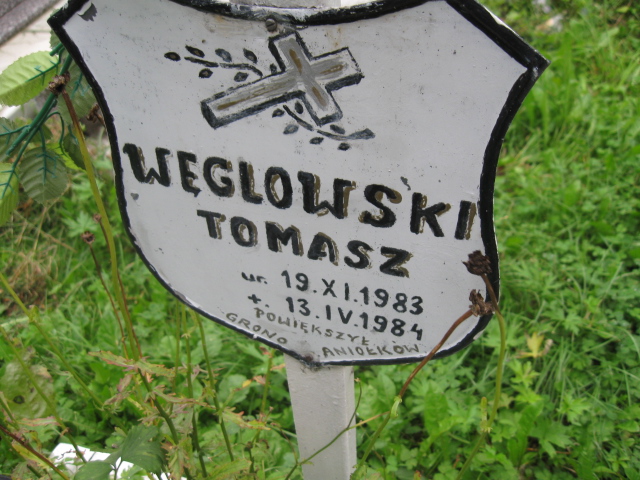 WĘGLOWSKI
TOMASZ
ur. 19.XI.1983
+. 13.IV.1984
POWIĘKSZYŁ
GRONO ANIOŁKÓW